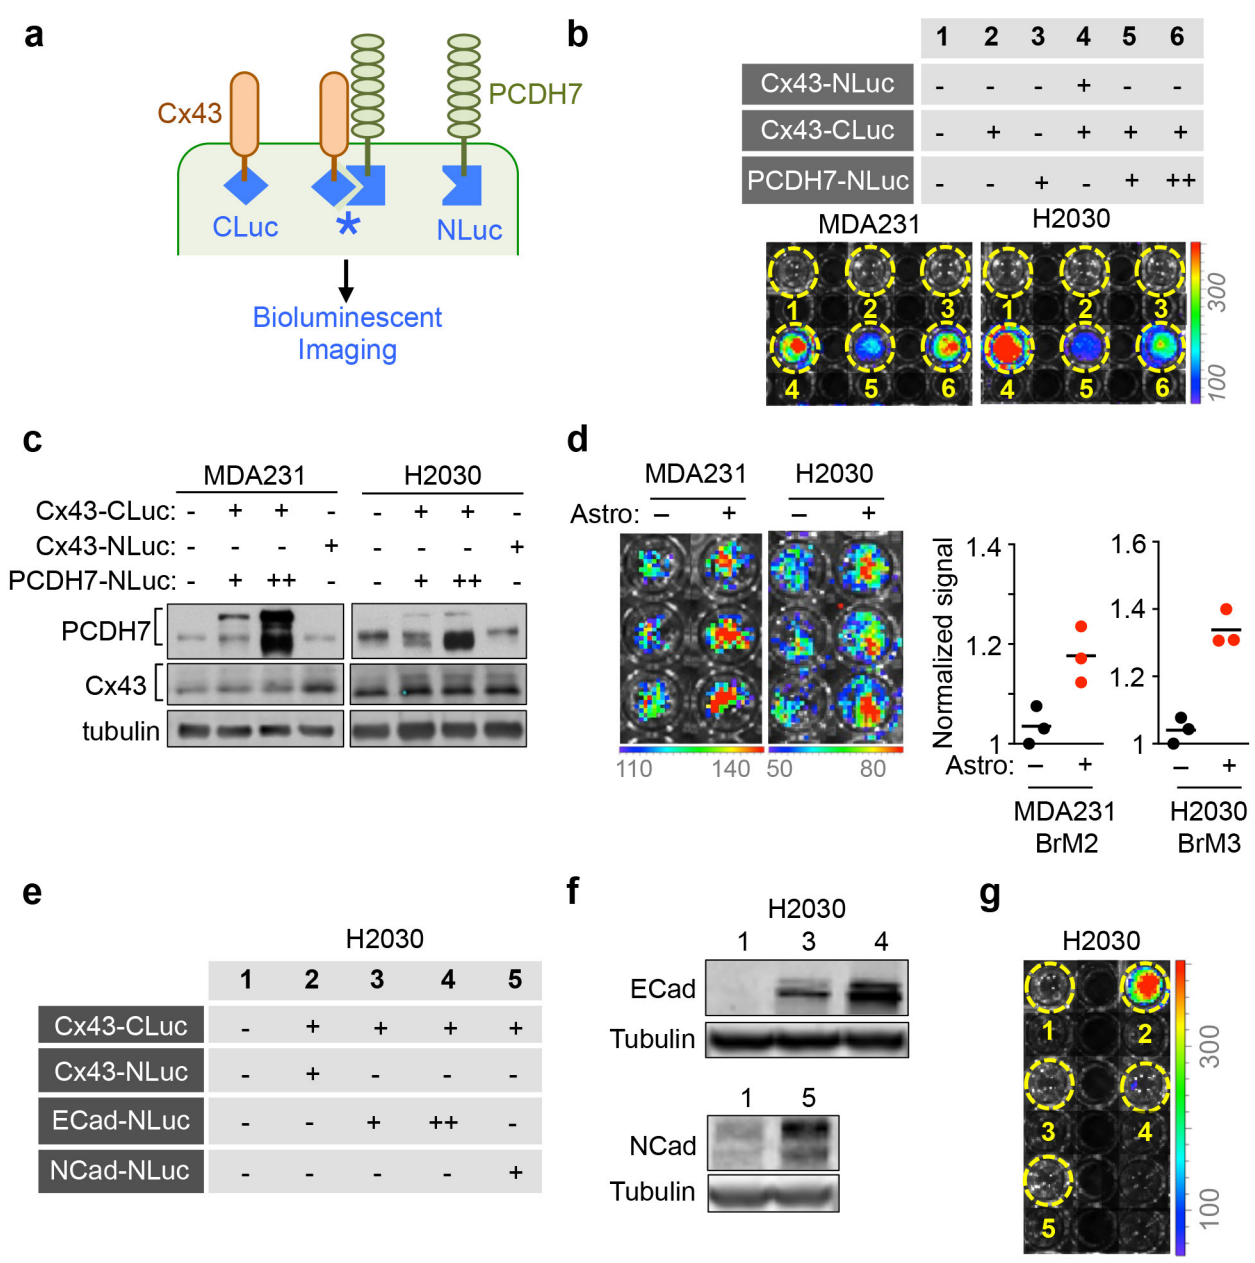 a
Cx43
PCDH7
CLuc
*
NLuc
Bioluminescent
Imaging
b
1 2 3 4 5 6
Cx43-NLuc - - - + - -
Cx43-CLuc - + - + + +
PCDH7-NLuc - - + - + ++
MDA231 H2030
1 2 3 1 2 3
4 5 6 4 5 6
300
100
c
MDA231 H2030
Cx43-CLuc: - + + - - + + -
Cx43-NLuc: - - - + - - - +
PCDH7-NLuc: - + ++ - - + ++ -
PCDH7
Cx43
tubulin
d
MDA231 H2030
Astro: – + – +
110 140 50 80
Normalized signal
1.4
1.2
1
1.6
1.4
1.2
1
Astro: – + – +
MDA231 H2030
BrM2 BrM3
e
H2030
1 2 3 4 5
Cx43-CLuc - + + + +
Cx43-NLuc - + - - -
ECad-NLuc - - + ++ -
NCad-NLuc - - - - +
f
H2030
1 3 4
ECad
Tubulin
1 5
NCad
Tubulin
g
H2030
1 2
3 4
5
300
100